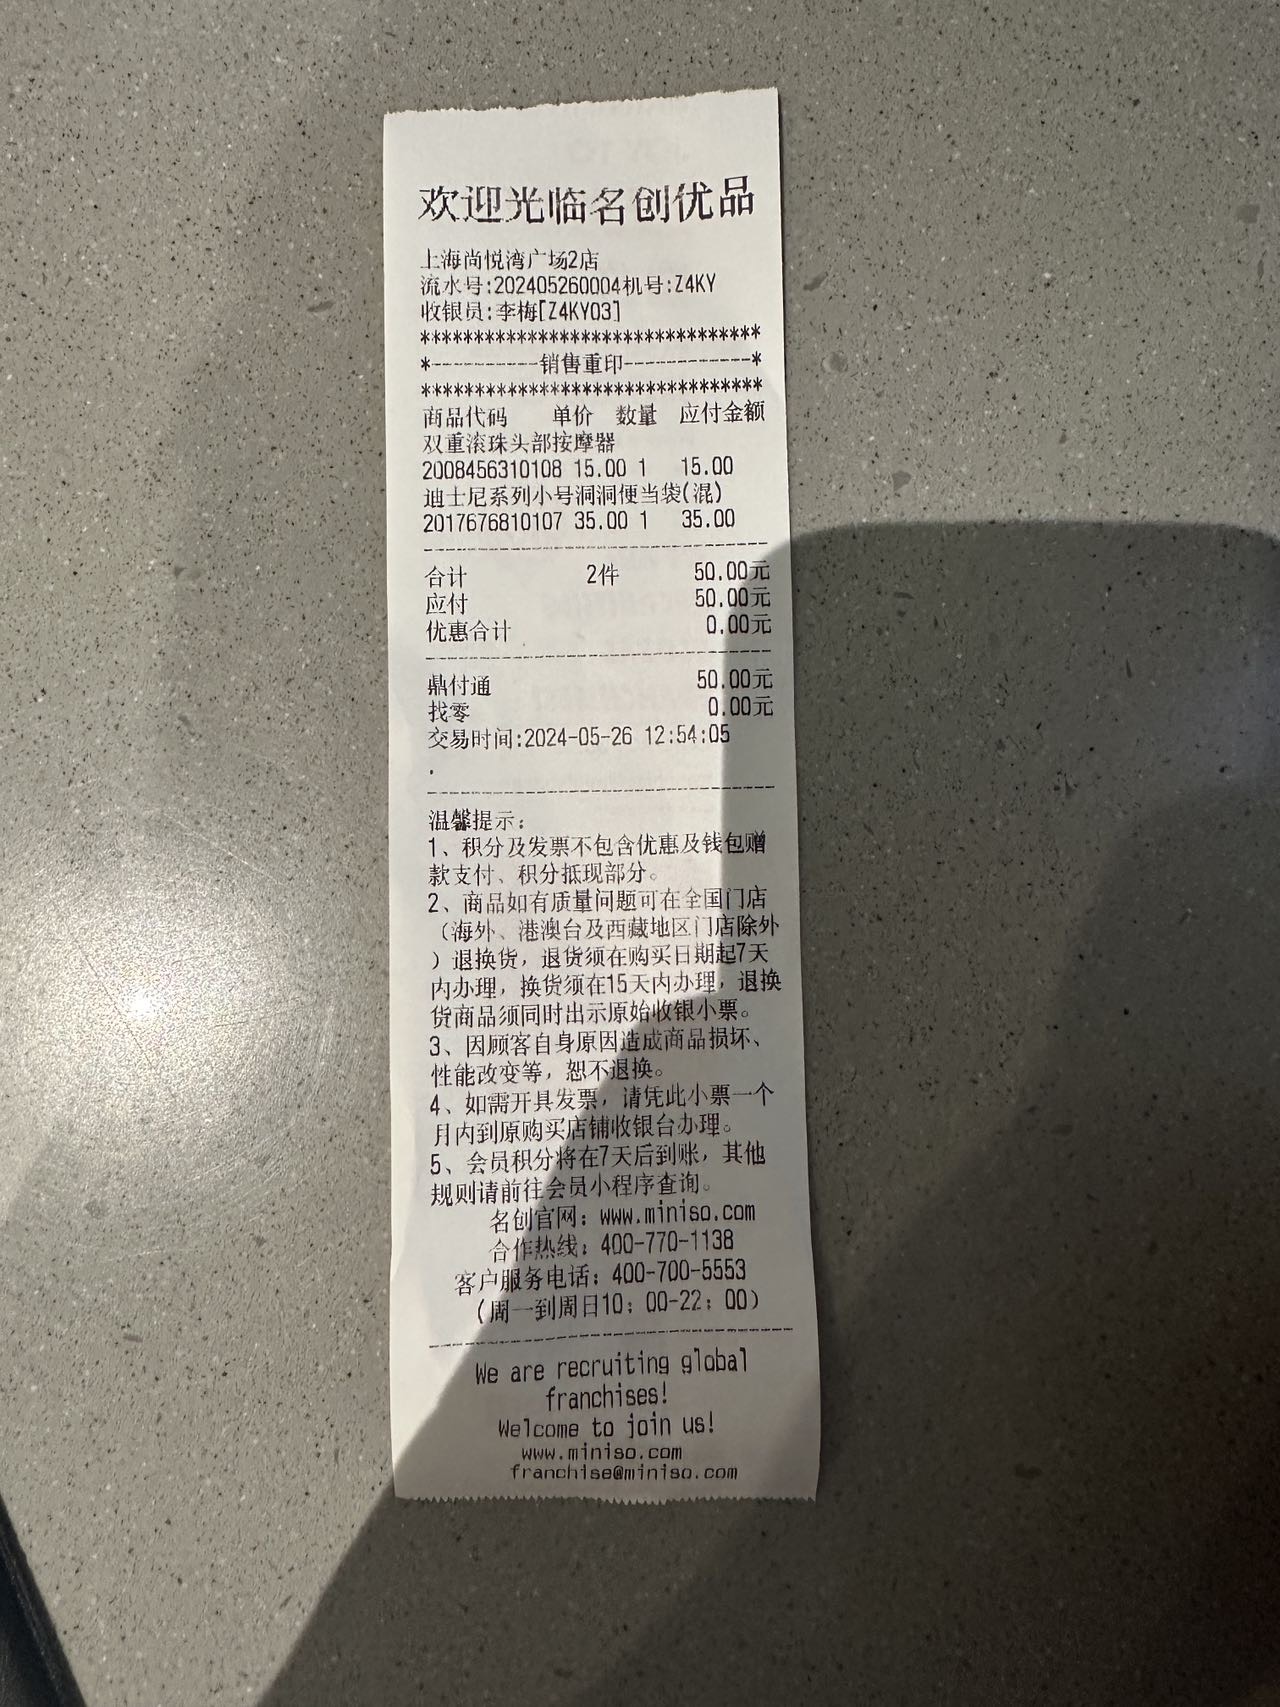 欢迎光临名创优品
上海尚悦湾广场2店
流水号:202405260004机号:Z4KY
收银员:李梅[Z4KY03]
********************************
*----------销售重印------------*
********************************
商品代码 单价 数量 应付金额
双重滚珠头部按摩器
2008456310108 15.00 1 15.00
迪士尼系列小号洞洞便当袋(混)
2017676810107 35.00 1 35.00
--------------------------------
合计 2件 50.00元
应付 50.00元
优惠合计 0.00元
--------------------------------
鼎付通 50.00元
找零 0.00元
交易时间:2024-05-26 12:54:05
.
--------------------------------
温馨提示：
1、积分及发票不包含优惠及钱包赠
款支付、积分抵现部分。
2、商品如有质量问题可在全国门店
（海外、港澳台及西藏地区门店除外
）退换货，退货须在购买日期起7天
内办理，换货须在15天内办理，退换
货商品须同时出示原始收银小票。
3、因顾客自身原因造成商品损坏、
性能改变等，恕不退换。
4、如需开具发票，请凭此小票一个
月内到原购买店铺收银台办理。
5、会员积分将在7天后到账，其他
规则请前往会员小程序查询。
名创官网：www.miniso.com
合作热线：400-770-1138
客户服务电话：400-700-5553
（周一到周日10：00-22：00）
--------------------------------
We are recruiting global
franchises!
Welcome to join us!
www.miniso.com
franchise@miniso.com